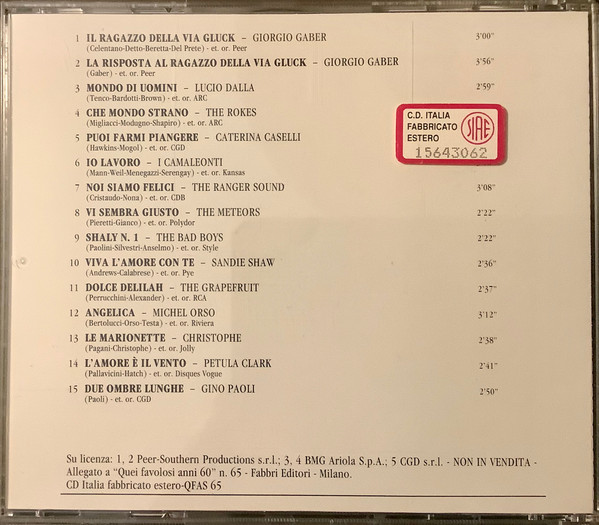 1 IL RAGAZZO DELLA VIA GLUCK – GIORGIO GABER 3'00"
(Celentano-Detto-Beretta-Del Prete) - et. or. Peer
2 LA RISPOSTA AL RAGAZZO DELLA VIA GLUCK – GIORGIO GABER 3'56"
(Gaber) - et. or. Peer
3 MONDO DI UOMINI – LUCIO DALLA 2'59"
(Tenco-Bardotti-Brown) - et. or. ARC
4 CHE MONDO STRANO – THE ROKES
(Migliacci-Modugno-Shapiro) - et. or. ARC
5 PUOI FARMI PIANGERE – CATERINA CASELLI
(Hawkins-Mogol) - et. or. CGD
6 IO LAVORO – I CAMALEONTI
(Mann-Weil-Menegazzi-Serengay) - et. or. Kansas
7 NOI SIAMO FELICI – THE RANGER SOUND 3'08"
(Cristaudo-Nona) - et. or. CDB
8 VI SEMBRA GIUSTO – THE METEORS 2'22"
(Pieretti-Gianco) - et. or. Polydor
9 SHALY N. 1 – THE BAD BOYS 2'22"
(Paolini-Silvestri-Anselmo) - et. or. Style
10 VIVA L'AMORE CON TE – SANDIE SHAW 2'36"
(Andrews-Calabrese) - et. or. Pye
11 DOLCE DELILAH – THE GRAPEFRUIT 2'37"
(Perrucchini-Alexander) - et. or. RCA
12 ANGELICA – MICHEL ORSO 3'12"
(Bertolucci-Orso-Testa) - et. or. Riviera
13 LE MARIONETTE – CHRISTOPHE 2'38"
(Pagani-Christophe) - et. or. Jolly
14 L'AMORE È IL VENTO – PETULA CLARK 2'41"
(Pallavicini-Hatch) - et. or. Disques Vogue
15 DUE OMBRE LUNGHE – GINO PAOLI 2'50"
(Paoli) - et. or. CGD
C.D. ITALIA
FABBRICATO
ESTERO
SIAE
15643062
Su licenza: 1, 2 Peer-Southern Productions s.r.l.; 3, 4 BMG Ariola S.p.A.; 5 CGD s.r.l. - NON IN VENDITA -
Allegato a "Quei favolosi anni 60" n. 65 - Fabbri Editori - Milano.
CD Italia fabbricato estero-QFAS 65